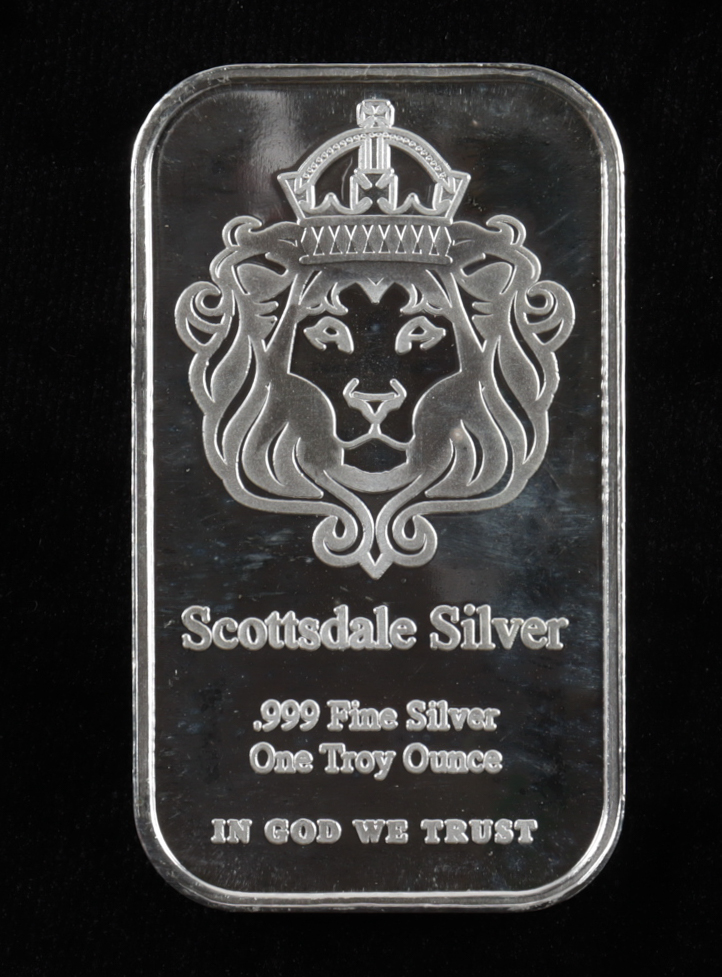 Scottsdale Silver
.999 Fine Silver
One Troy Ounce
IN GOD WE TRUST